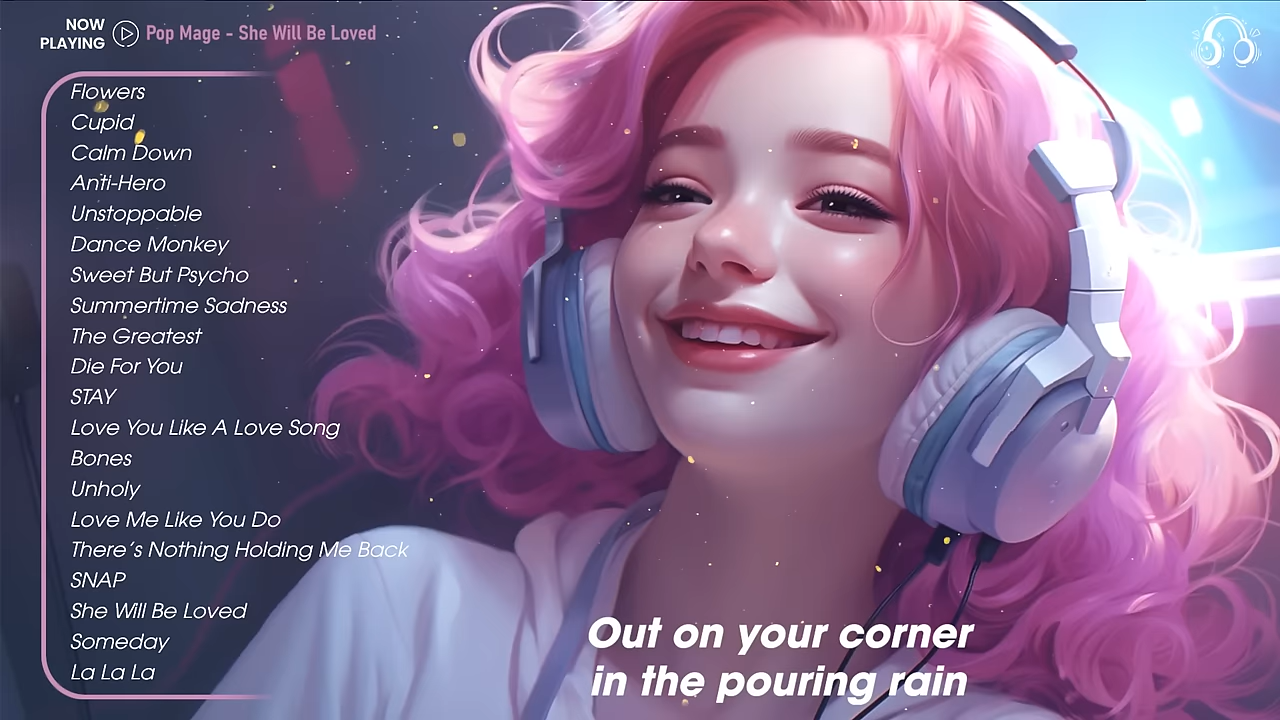 NOW
PLAYING
Pop Mage - She Will Be Loved
Flowers
Cupid
Calm Down
Anti-Hero
Unstoppable
Dance Monkey
Sweet But Psycho
Summertime Sadness
The Greatest
Die For You
STAY
Love You Like A Love Song
Bones
Unholy
Love Me Like You Do
There's Nothing Holding Me Back
SNAP
She Will Be Loved
Someday
La La La
Out on your corner
in the pouring rain